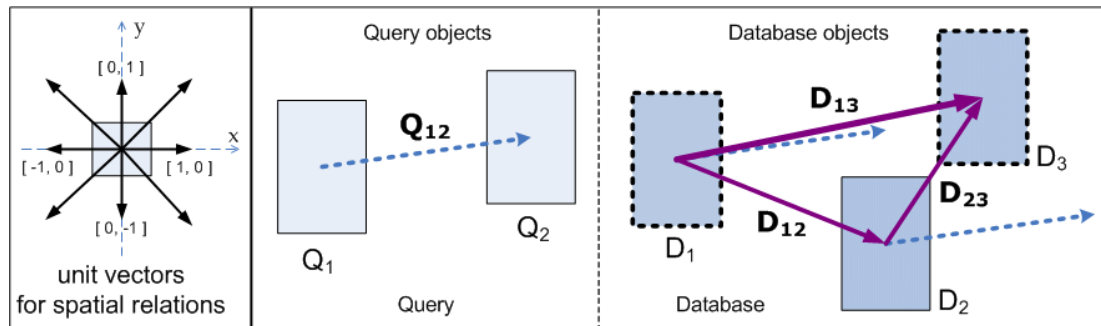 y
[ 0, 1 ]
x
[ -1, 0 ]
[ 1, 0 ]
[ 0, -1 ]
unit vectors
for spatial relations
Query objects
Q12
Q1
Q2
Query
Database objects
D13
D3
D23
D12
D1
D2
Database